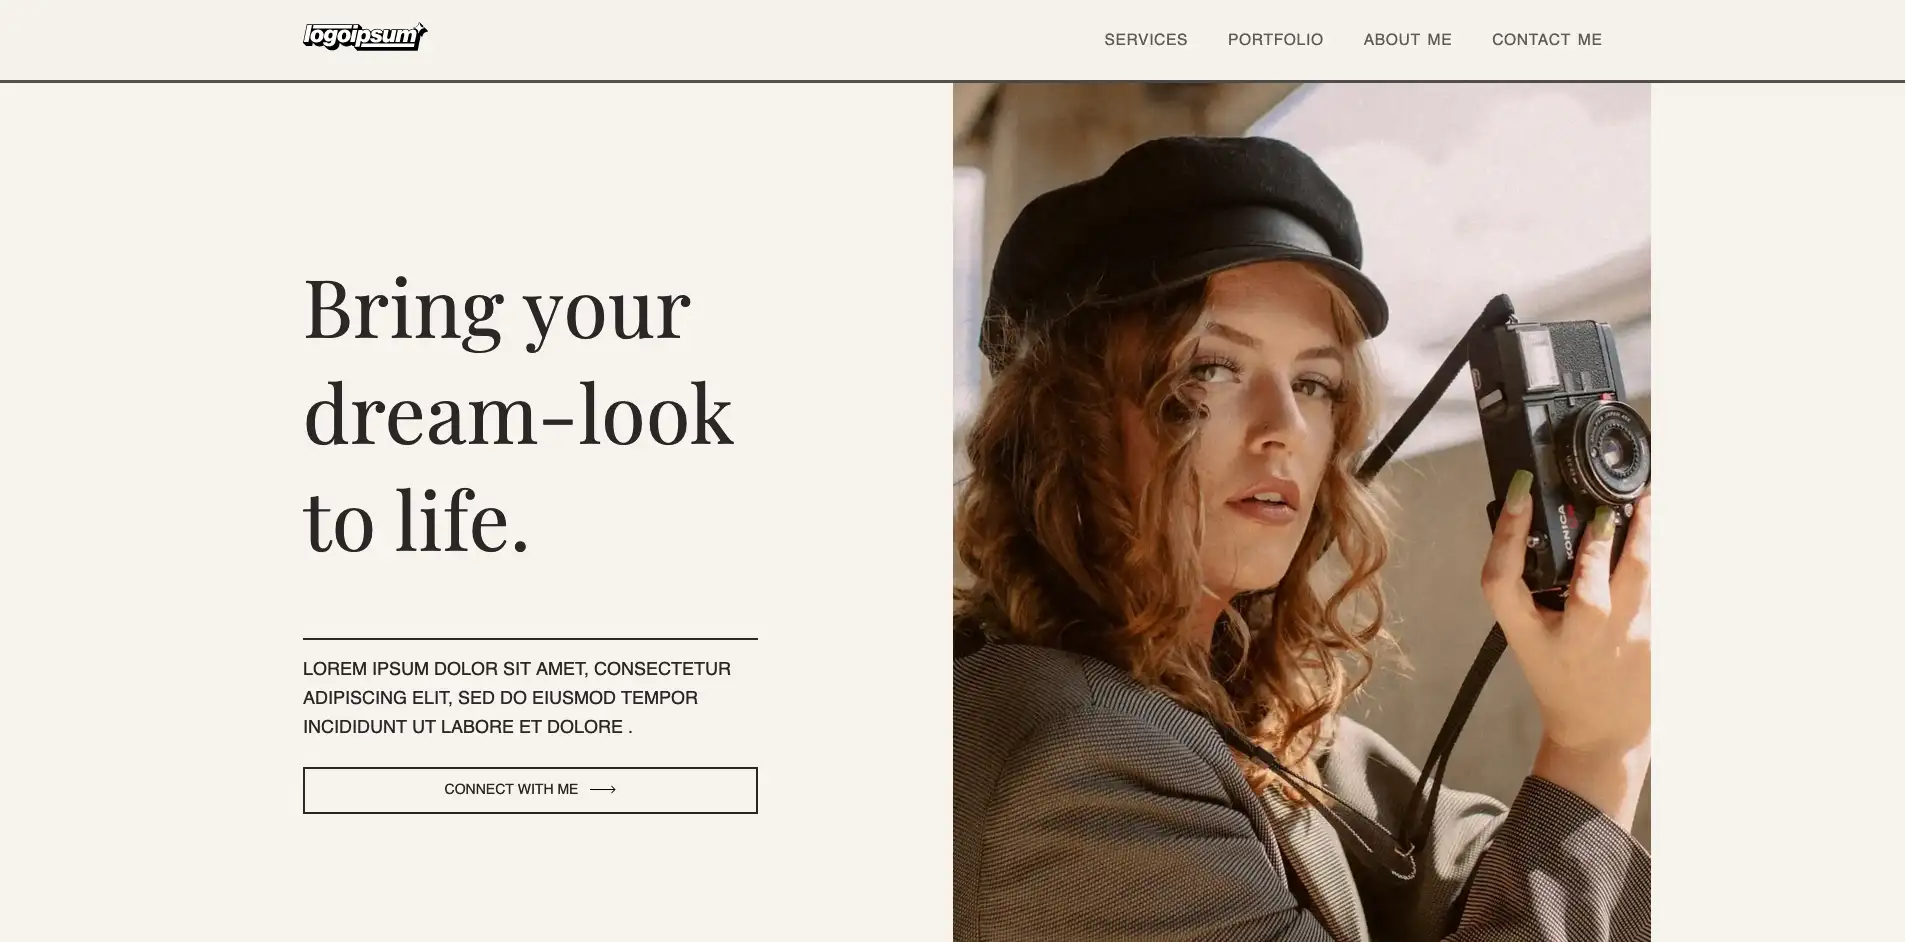 logoipsum
SERVICES PORTFOLIO ABOUT ME CONTACT ME
Bring your
dream-look
to life.
LOREM IPSUM DOLOR SIT AMET, CONSECTETUR
ADIPISCING ELIT, SED DO EIUSMOD TEMPOR
INCIDIDUNT UT LABORE ET DOLORE .
CONNECT WITH ME
KONICA